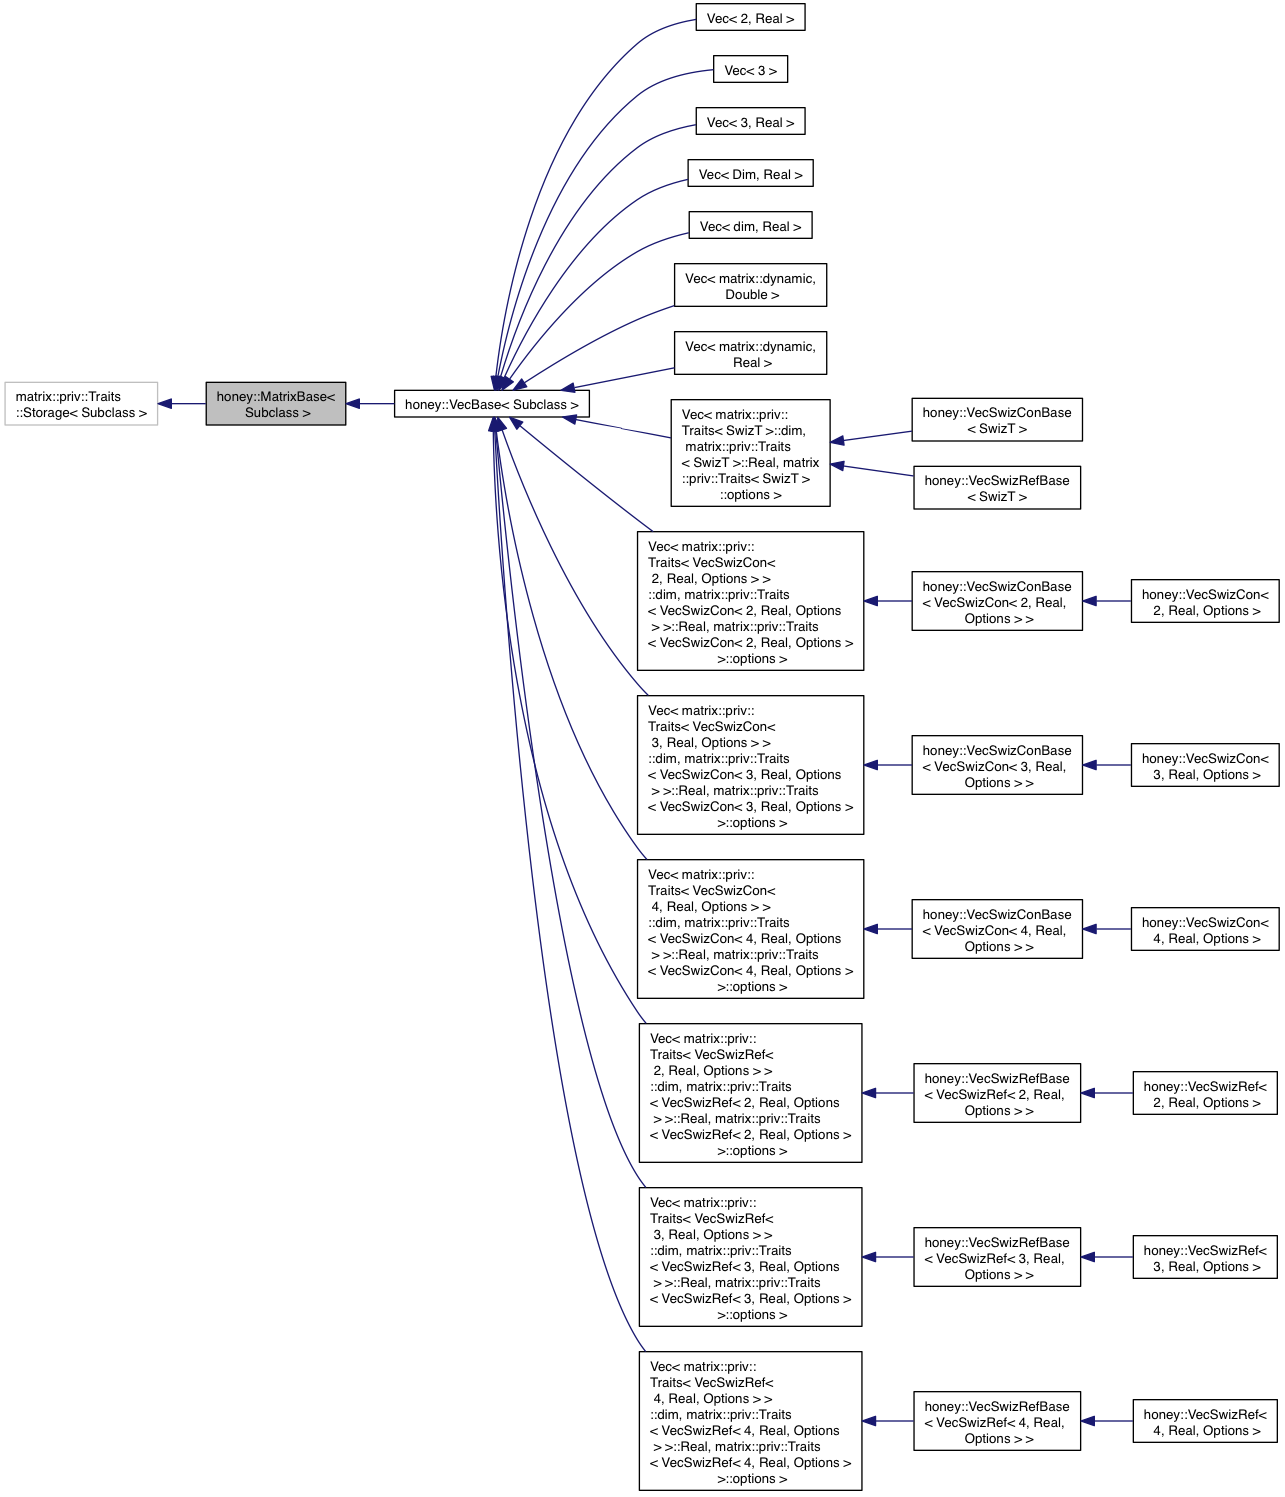 Vec< 2, Real >
Vec< 3 >
Vec< 3, Real >
Vec< Dim, Real >
Vec< dim, Real >
Vec< matrix::dynamic,
Double >
Vec< matrix::dynamic,
Real >
matrix::priv::Traits
::Storage< Subclass >
honey::MatrixBase<
Subclass >
honey::VecBase< Subclass >
Vec< matrix::priv::
Traits< SwizT >::dim,
matrix::priv::Traits
< SwizT >::Real, matrix
::priv::Traits< SwizT >
::options >
honey::VecSwizConBase
< SwizT >
honey::VecSwizRefBase
< SwizT >
Vec< matrix::priv::
Traits< VecSwizCon<
2, Real, Options > >
::dim, matrix::priv::Traits
< VecSwizCon< 2, Real, Options
> >::Real, matrix::priv::Traits
< VecSwizCon< 2, Real, Options >
>::options >
honey::VecSwizConBase
< VecSwizCon< 2, Real,
Options > >
honey::VecSwizCon<
2, Real, Options >
Vec< matrix::priv::
Traits< VecSwizCon<
3, Real, Options > >
::dim, matrix::priv::Traits
< VecSwizCon< 3, Real, Options
> >::Real, matrix::priv::Traits
< VecSwizCon< 3, Real, Options >
>::options >
honey::VecSwizConBase
< VecSwizCon< 3, Real,
Options > >
honey::VecSwizCon<
3, Real, Options >
Vec< matrix::priv::
Traits< VecSwizCon<
4, Real, Options > >
::dim, matrix::priv::Traits
< VecSwizCon< 4, Real, Options
> >::Real, matrix::priv::Traits
< VecSwizCon< 4, Real, Options >
>::options >
honey::VecSwizConBase
< VecSwizCon< 4, Real,
Options > >
honey::VecSwizCon<
4, Real, Options >
Vec< matrix::priv::
Traits< VecSwizRef<
2, Real, Options > >
::dim, matrix::priv::Traits
< VecSwizRef< 2, Real, Options
> >::Real, matrix::priv::Traits
< VecSwizRef< 2, Real, Options >
>::options >
honey::VecSwizRefBase
< VecSwizRef< 2, Real,
Options > >
honey::VecSwizRef<
2, Real, Options >
Vec< matrix::priv::
Traits< VecSwizRef<
3, Real, Options > >
::dim, matrix::priv::Traits
< VecSwizRef< 3, Real, Options
> >::Real, matrix::priv::Traits
< VecSwizRef< 3, Real, Options >
>::options >
honey::VecSwizRefBase
< VecSwizRef< 3, Real,
Options > >
honey::VecSwizRef<
3, Real, Options >
Vec< matrix::priv::
Traits< VecSwizRef<
4, Real, Options > >
::dim, matrix::priv::Traits
< VecSwizRef< 4, Real, Options
> >::Real, matrix::priv::Traits
< VecSwizRef< 4, Real, Options >
>::options >
honey::VecSwizRefBase
< VecSwizRef< 4, Real,
Options > >
honey::VecSwizRef<
4, Real, Options >